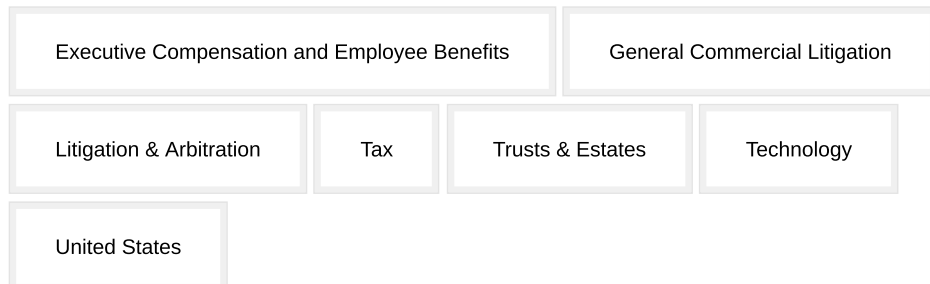 Executive Compensation and Employee Benefits General Commercial Litigation
Litigation & Arbitration Tax Trusts & Estates Technology
United States